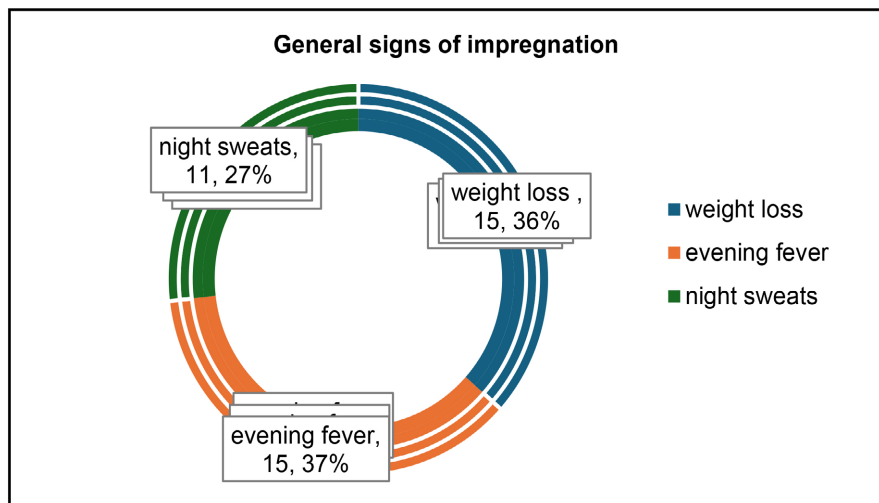 General signs of impregnation
night sweats,
11, 27%
weight loss ,
15, 36%
evening fever,
15, 37%
weight loss
evening fever
night sweats